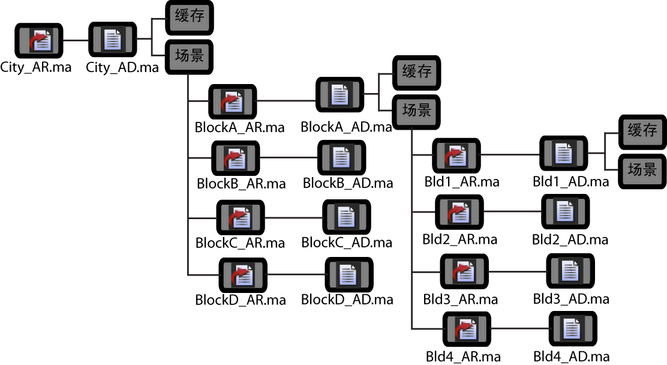 缓存
City_AR.ma
City_AD.ma
场景
缓存
BlockA_AR.ma
BlockA_AD.ma
场景
缓存
BlockB_AR.ma
BlockB_AD.ma
Bld1_AR.ma
Bld1_AD.ma
场景
BlockC_AR.ma
BlockC_AD.ma
Bld2_AR.ma
Bld2_AD.ma
BlockD_AR.ma
BlockD_AD.ma
Bld3_AR.ma
Bld3_AD.ma
Bld4_AR.ma
Bld4_AD.ma